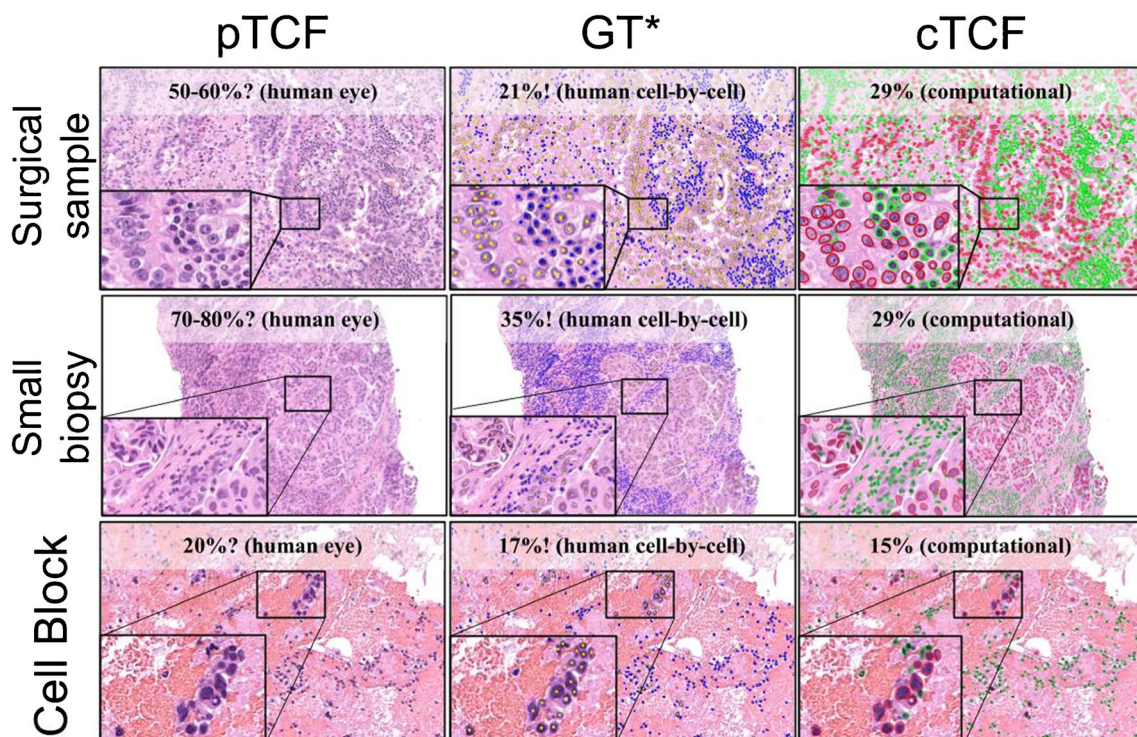 pTCF GT* cTCF
Surgical
sample
50-60%? (human eye) 21%! (human cell-by-cell) 29% (computational)
Small
biopsy
70-80%? (human eye) 35%! (human cell-by-cell) 29% (computational)
Cell Block
20%? (human eye) 17%! (human cell-by-cell) 15% (computational)